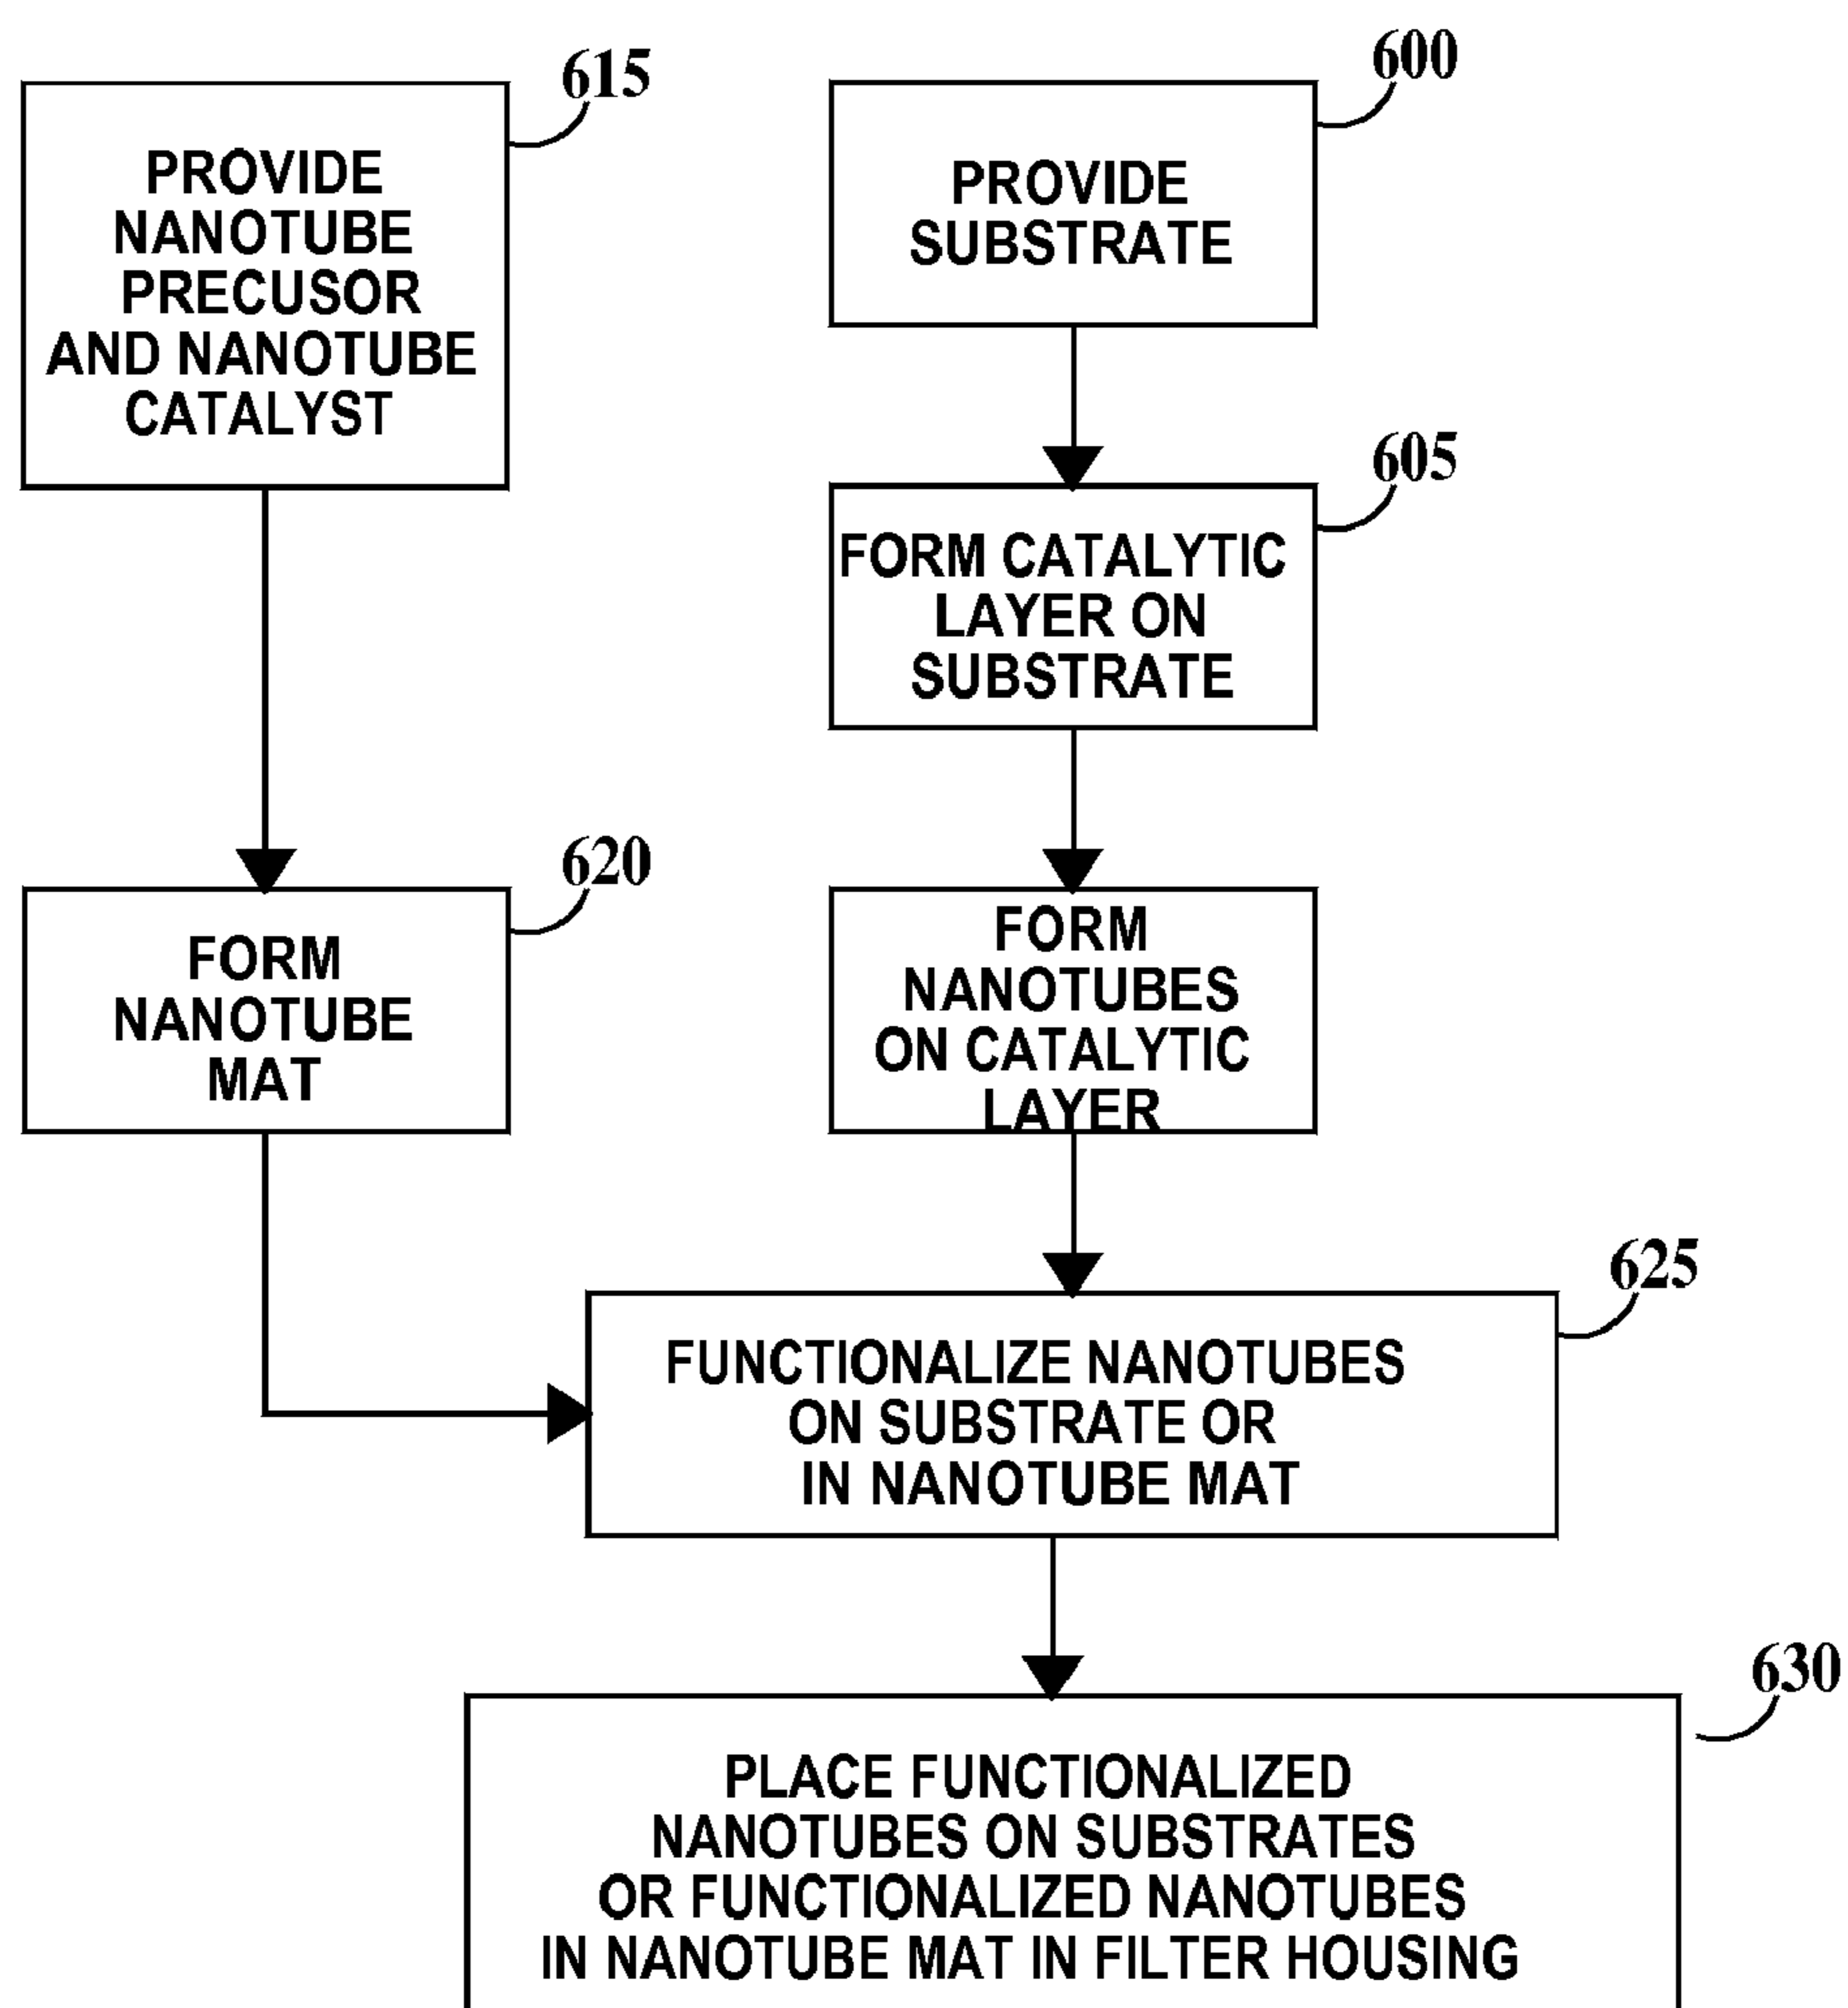 615
PROVIDE
NANOTUBE
PRECUSOR
AND NANOTUBE
CATALYST
600
PROVIDE
SUBSTRATE
605
FORM CATALYTIC
LAYER ON
SUBSTRATE
620
FORM
NANOTUBE
MAT
FORM
NANOTUBES
ON CATALYTIC
LAYER
625
FUNCTIONALIZE NANOTUBES
ON SUBSTRATE OR
IN NANOTUBE MAT
630
PLACE FUNCTIONALIZED
NANOTUBES ON SUBSTRATES
OR FUNCTIONALIZED NANOTUBES
IN NANOTUBE MAT IN FILTER HOUSING